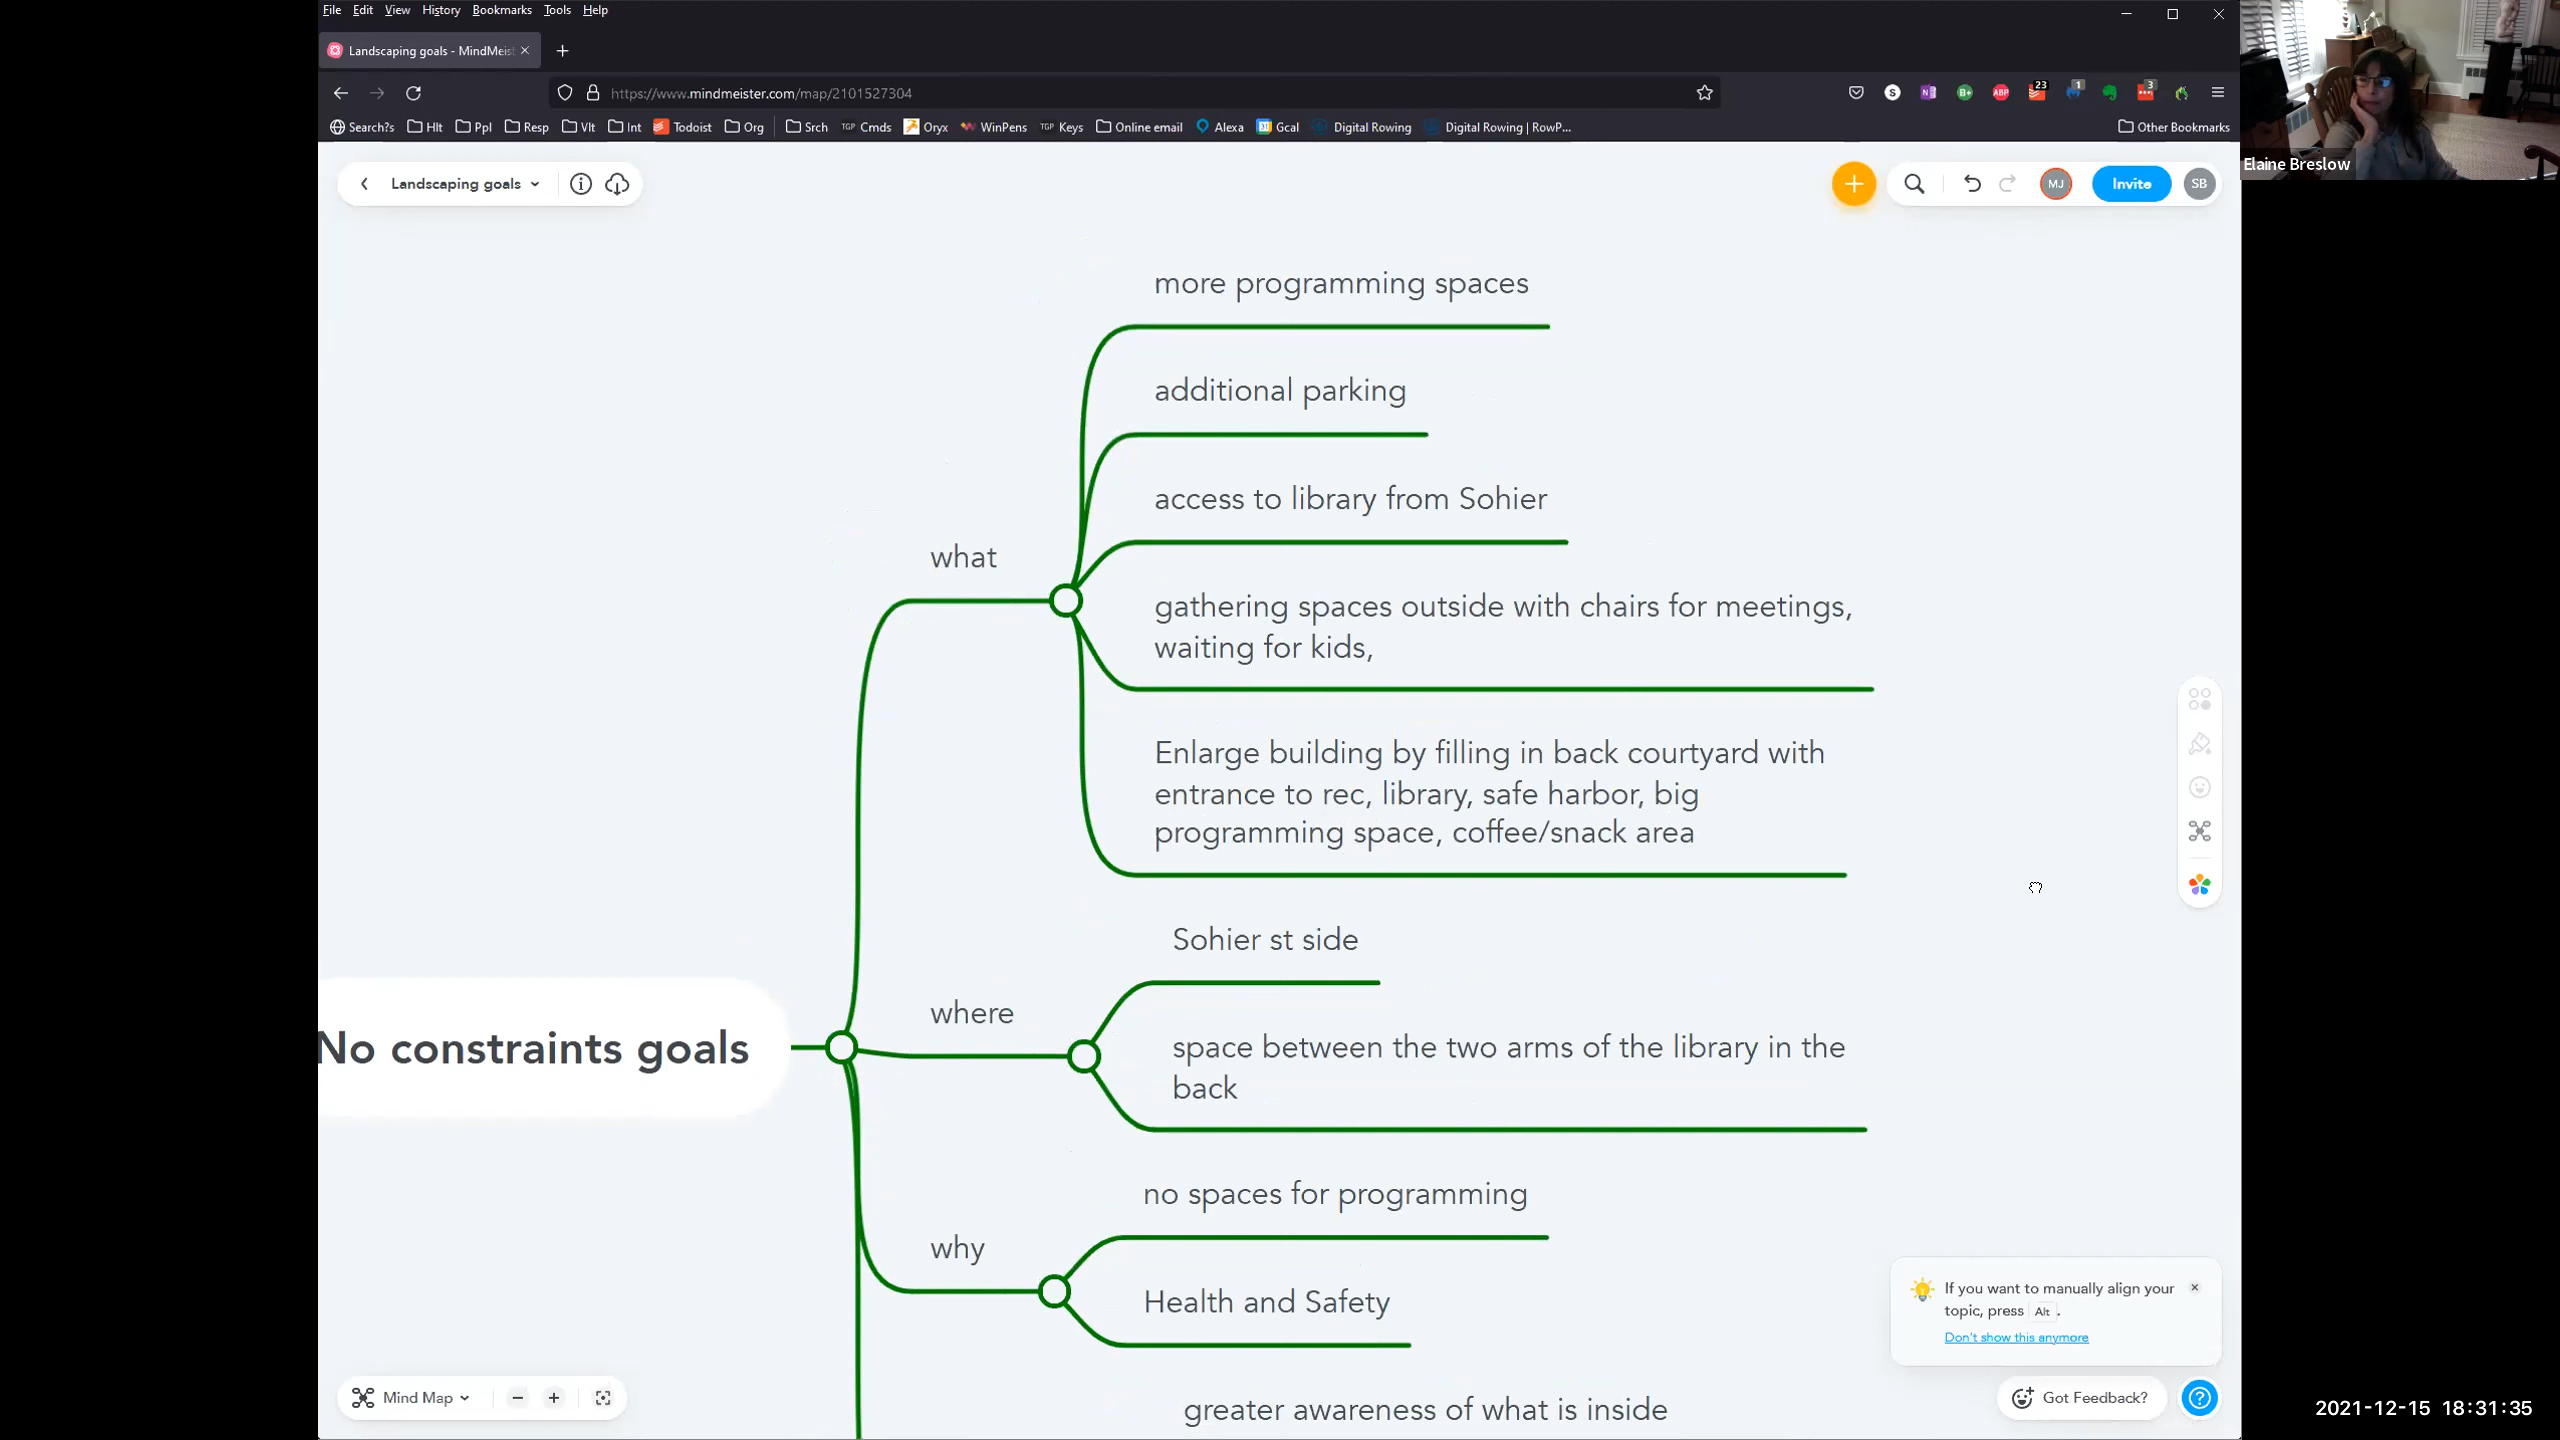 File Edit View History Bookmarks Tools Help
Landscaping goals - MindMeist
https://www.mindmeister.com/map/2101527304
S N B+ ABP 23 1 3
Search?s Hlt Ppl Resp Vlt Int Todoist Org Srch TGP Cmds Oryx WinPens TGP Keys Online email Alexa Gcal Digital Rowing Digital Rowing | RowP... Other Bookmarks
Elaine Breslow
Landscaping goals
MJ Invite SB
more programming spaces
additional parking
access to library from Sohier
what
gathering spaces outside with chairs for meetings,
waiting for kids,
Enlarge building by filling in back courtyard with
entrance to rec, library, safe harbor, big
programming space, coffee/snack area
Sohier st side
where
No constraints goals
space between the two arms of the library in the
back
no spaces for programming
why
Health and Safety
If you want to manually align your
topic, press Alt .
Don't show this anymore
greater awareness of what is inside
Mind Map
Got Feedback?
2021-12-15 18:31:35